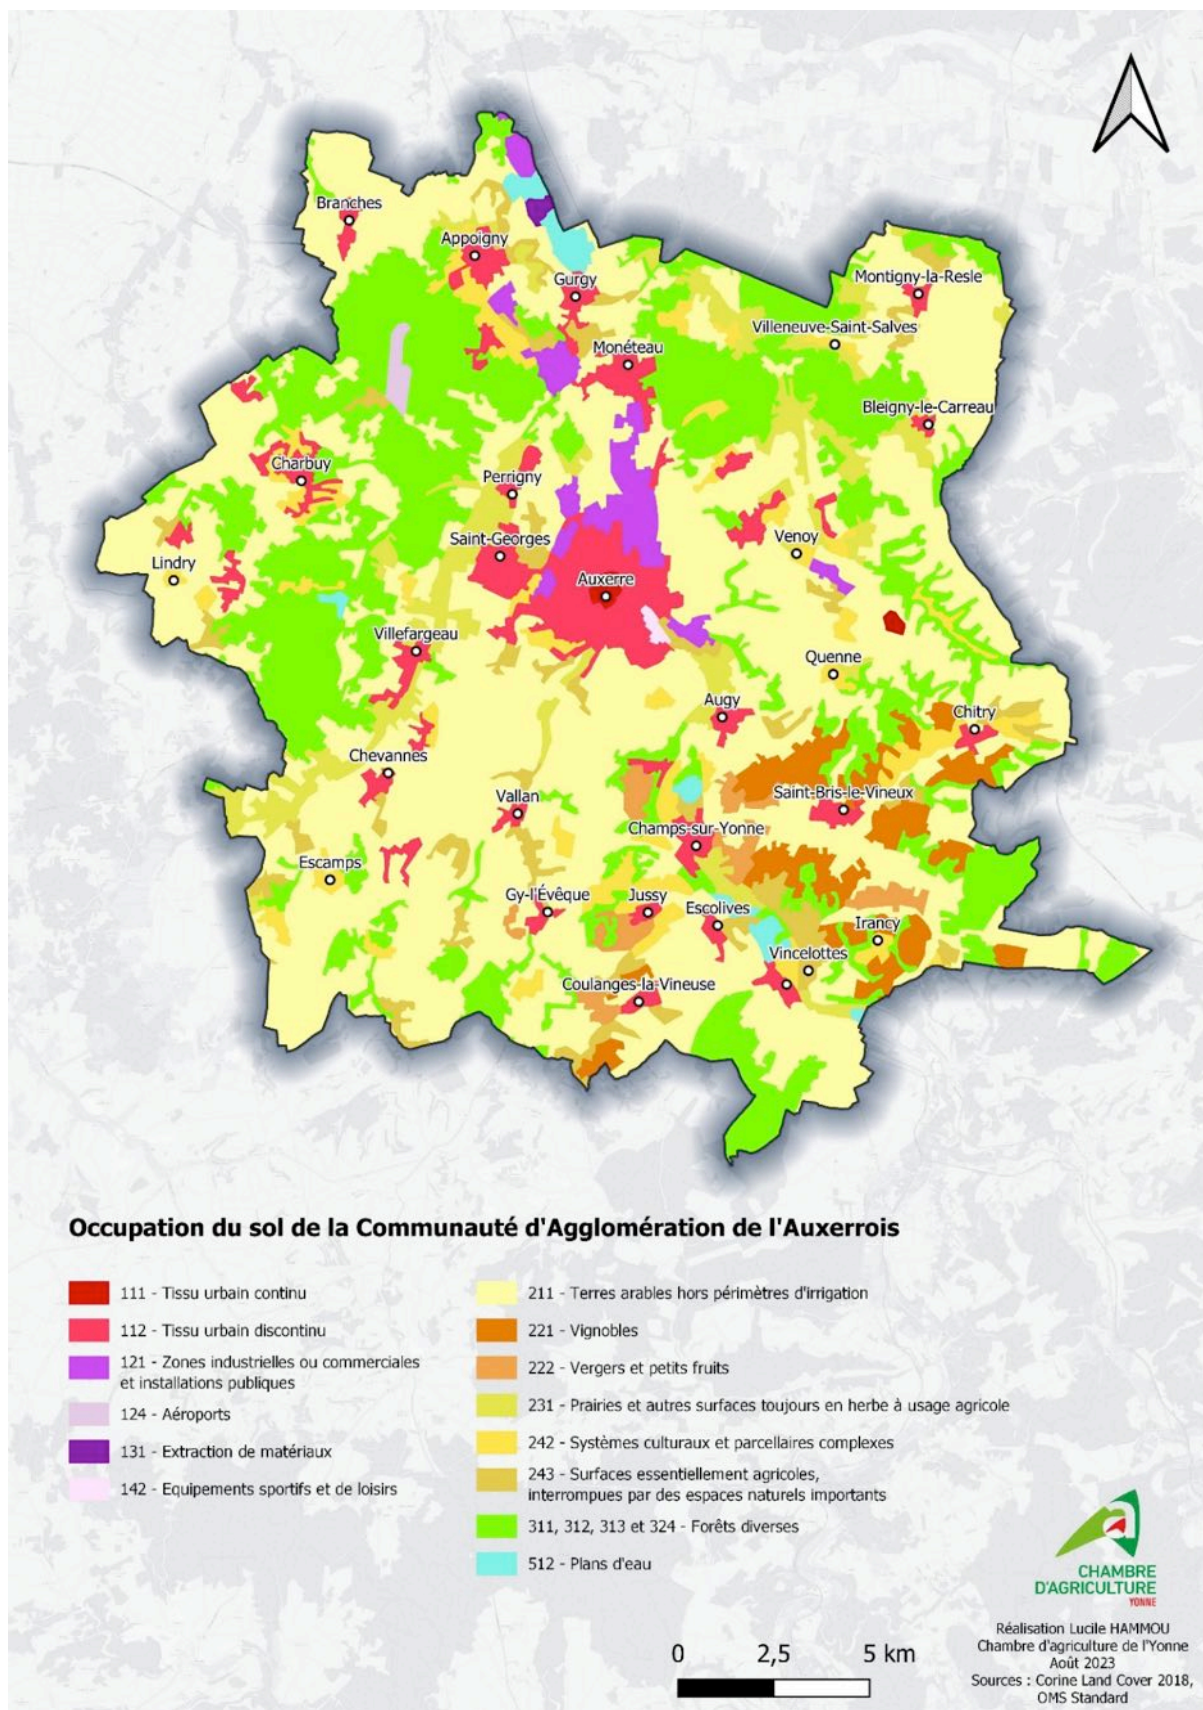 Branches
Appoigny
Gurgy
Montigny-la-Resle
Villeneuve-Saint-Salves
Monéteau
Bleigny-le-Carreau
Charbuy
Perrigny
Saint-Georges
Venoy
Lindry
Auxerre
Villefargeau
Quenne
Augy
Chitry
Chevannes
Vallan
Saint-Bris-le-Vineux
Champs-sur-Yonne
Escamps
Gy-l'Évêque
Jussy
Escolives
Irancy
Vincelottes
Coulanges-la-Vineuse
Occupation du sol de la Communauté d'Agglomération de l'Auxerrois
111 - Tissu urbain continu
112 - Tissu urbain discontinu
121 - Zones industrielles ou commerciales
et installations publiques
124 - Aéroports
131 - Extraction de matériaux
142 - Equipements sportifs et de loisirs
211 - Terres arables hors périmètres d'irrigation
221 - Vignobles
222 - Vergers et petits fruits
231 - Prairies et autres surfaces toujours en herbe à usage agricole
242 - Systèmes culturaux et parcellaires complexes
243 - Surfaces essentiellement agricoles,
interrompues par des espaces naturels importants
311, 312, 313 et 324 - Forêts diverses
512 - Plans d'eau
CHAMBRE
D'AGRICULTURE
YONNE
0 2,5 5 km
Réalisation Lucile HAMMOU
Chambre d'agriculture de l'Yonne
Août 2023
Sources : Corine Land Cover 2018,
OMS Standard